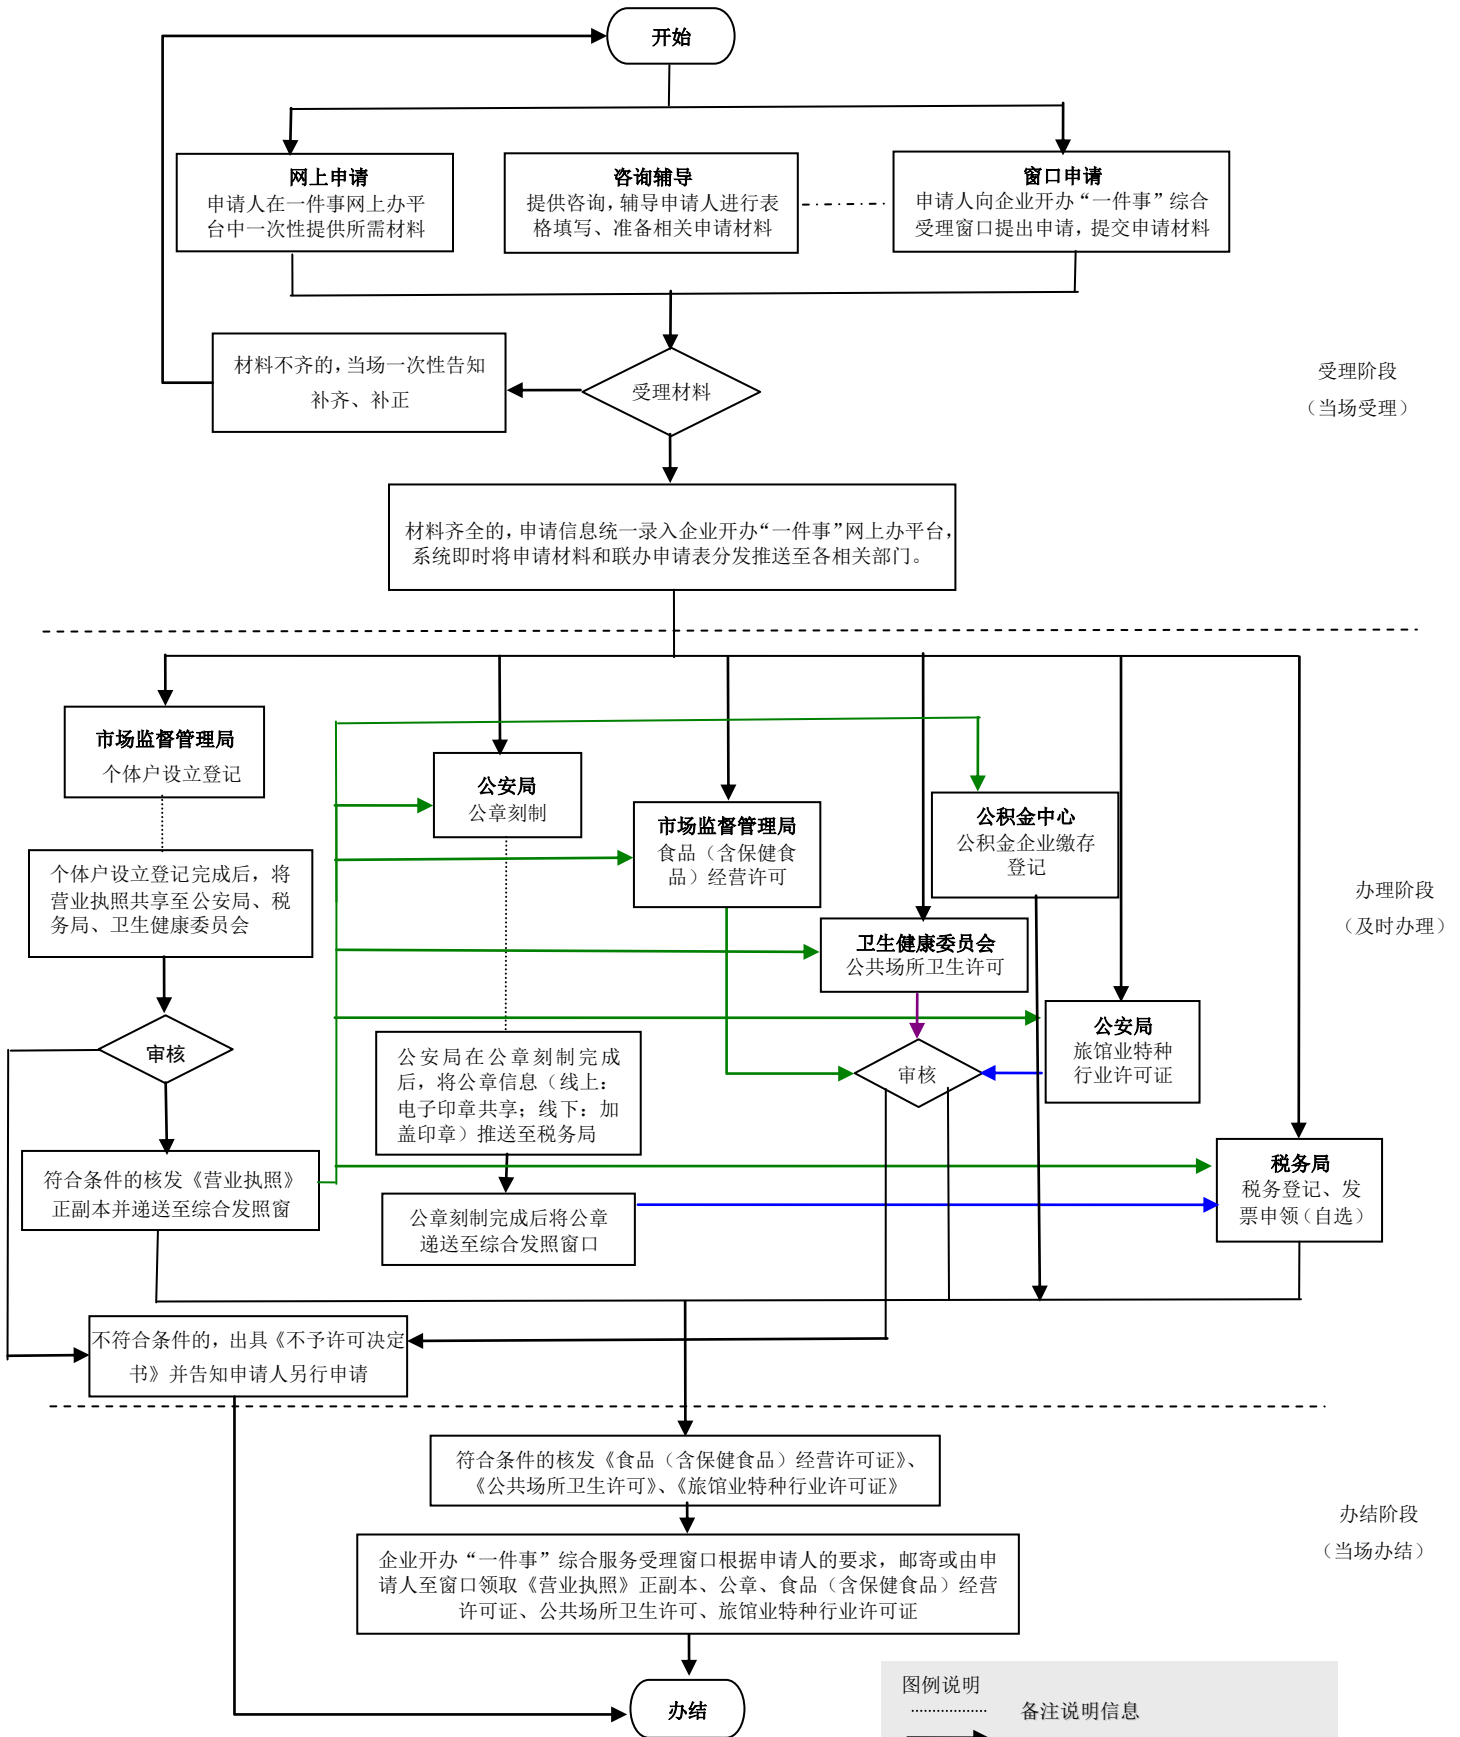 开始
网上申请
申请人在一件事网上办平
台中一次性提供所需材料
咨询辅导
提供咨询，辅导申请人进行表
格填写、准备相关申请材料
窗口申请
申请人向企业开办“一件事”综合
受理窗口提出申请，提交申请材料
材料不齐的，当场一次性告知
补齐、补正
受理材料
受理阶段
（当场受理）
材料齐全的，申请信息统一录入企业开办“一件事”网上办平台，
系统即时将申请材料和联办申请表分发推送至各相关部门。
市场监督管理局
个体户设立登记
公安局
公章刻制
市场监督管理局
食品（含保健食
品）经营许可
公积金中心
公积金企业缴存
登记
个体户设立登记完成后，将
营业执照共享至公安局、税
务局、卫生健康委员会
办理阶段
（及时办理）
卫生健康委员会
公共场所卫生许可
公安局
旅馆业特种
行业许可证
审核
公安局在公章刻制完成
后，将公章信息（线上：
电子印章共享；线下：加
盖印章）推送至税务局
审核
符合条件的核发《营业执照》
正副本并递送至综合发照窗
公章刻制完成后将公章
递送至综合发照窗口
税务局
税务登记、发
票申领（自选）
不符合条件的，出具《不予许可决定
书》并告知申请人另行申请
符合条件的核发《食品（含保健食品）经营许可证》、
《公共场所卫生许可》、《旅馆业特种行业许可证》
办结阶段
（当场办结）
企业开办“一件事”综合服务受理窗口根据申请人的要求，邮寄或由申
请人至窗口领取《营业执照》正副本、公章、食品（含保健食品）经营
许可证、公共场所卫生许可、旅馆业特种行业许可证
办结
图例说明
备注说明信息